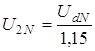 U₂N = UdN / 1,15